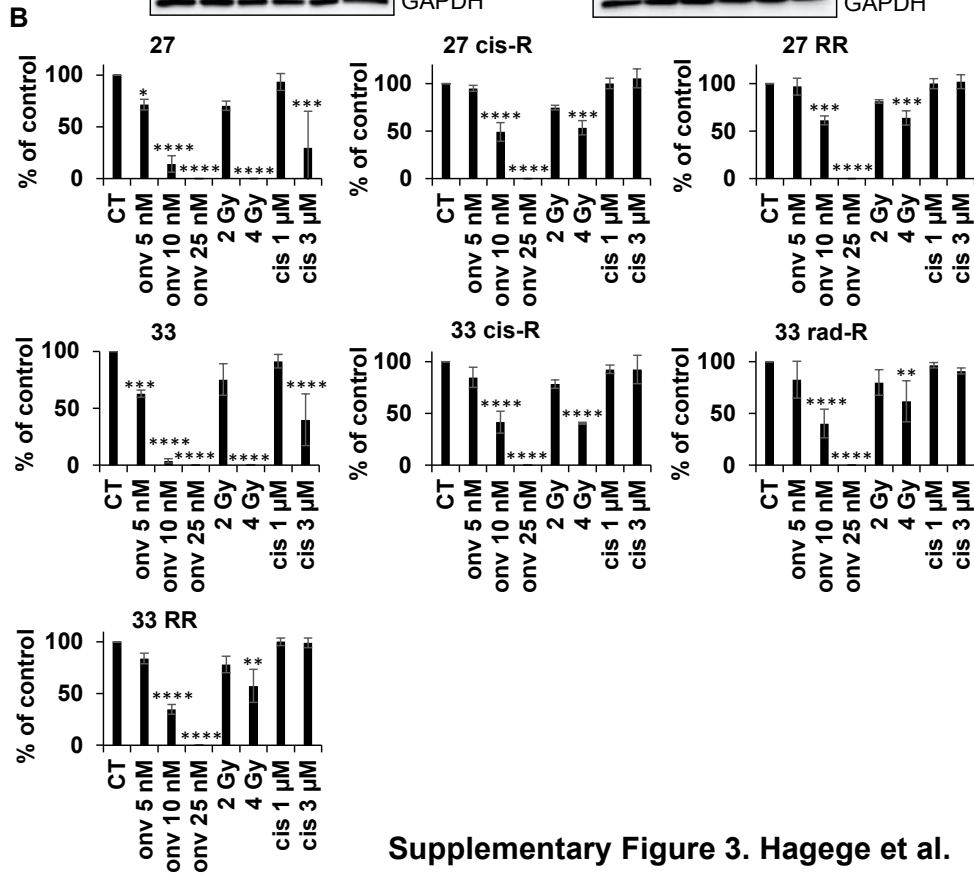 GAPDH
GAPDH
B
27
% of control
100
50
0
*
****
****
****
***
CT
onv 5 nM
onv 10 nM
onv 25 nM
2 Gy
4 Gy
cis 1 µM
cis 3 µM
27 cis-R
% of control
100
50
0
****
****
***
CT
onv 5 nM
onv 10 nM
onv 25 nM
2 Gy
4 Gy
cis 1 µM
cis 3 µM
27 RR
% of control
100
50
0
***
****
***
CT
onv 5 nM
onv 10 nM
onv 25 nM
2 Gy
4 Gy
cis 1 µM
cis 3 µM
33
% of control
100
50
0
***
****
****
****
****
CT
onv 5 nM
onv 10 nM
onv 25 nM
2 Gy
4 Gy
cis 1 µM
cis 3 µM
33 cis-R
% of control
100
50
0
****
****
****
CT
onv 5 nM
onv 10 nM
onv 25 nM
2 Gy
4 Gy
cis 1 µM
cis 3 µM
33 rad-R
% of control
100
50
0
****
****
**
CT
onv 5 nM
onv 10 nM
onv 25 nM
2 Gy
4 Gy
cis 1 µM
cis 3 µM
33 RR
% of control
100
50
0
****
****
**
CT
onv 5 nM
onv 10 nM
onv 25 nM
2 Gy
4 Gy
cis 1 µM
cis 3 µM
Supplementary Figure 3. Hagege et al.